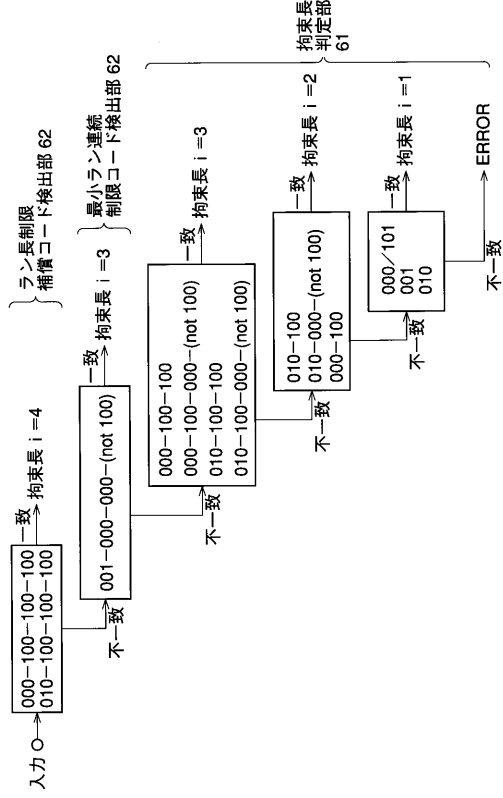 入力
000−100−100−100
010−100−100−100
一致
拘束長 i =4
ラン長制限
補償コード検出部 62
不一致
001−000−000−(not 100)
一致
拘束長 i =3
最小ラン連続
制限コード検出部 62
不一致
000−100−100
000−100−000−(not 100)
010−100−100
010−100−000−(not 100)
一致
拘束長 i =3
不一致
010−100
010−000−(not 100)
000−100
一致
拘束長 i =2
不一致
000/101
001
010
一致
拘束長 i =1
不一致
ERROR
拘束長
判定部
61